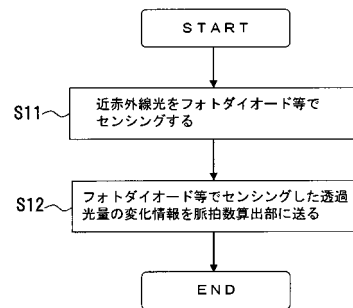 START
S11
近赤外線光をフォトダイオード等で
センシングする
S12
フォトダイオード等でセンシングした透過
光量の変化情報を脈拍数算出部に送る
END